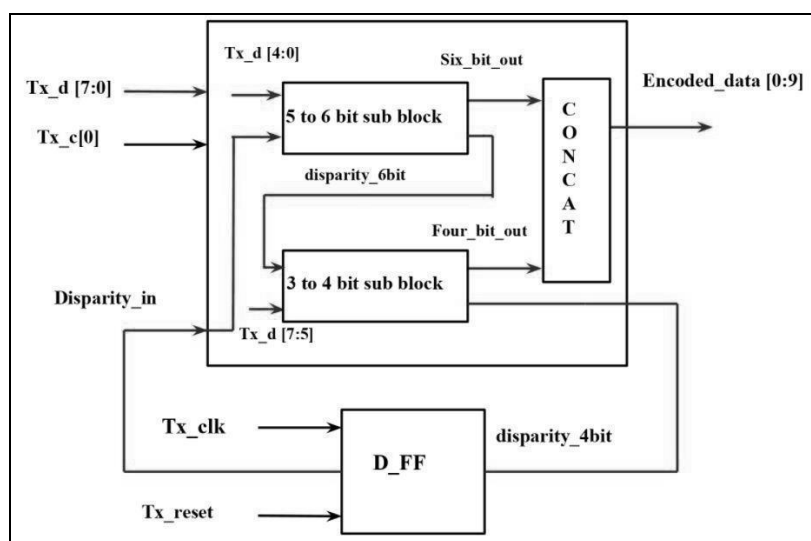 Tx_d [4:0]
Six_bit_out
Tx_d [7:0]
Encoded_data [0:9]
5 to 6 bit sub block
Tx_c[0]
CONCAT
disparity_6bit
Four_bit_out
3 to 4 bit sub block
Disparity_in
Tx_d [7:5]
Tx_clk
disparity_4bit
D_FF
Tx_reset